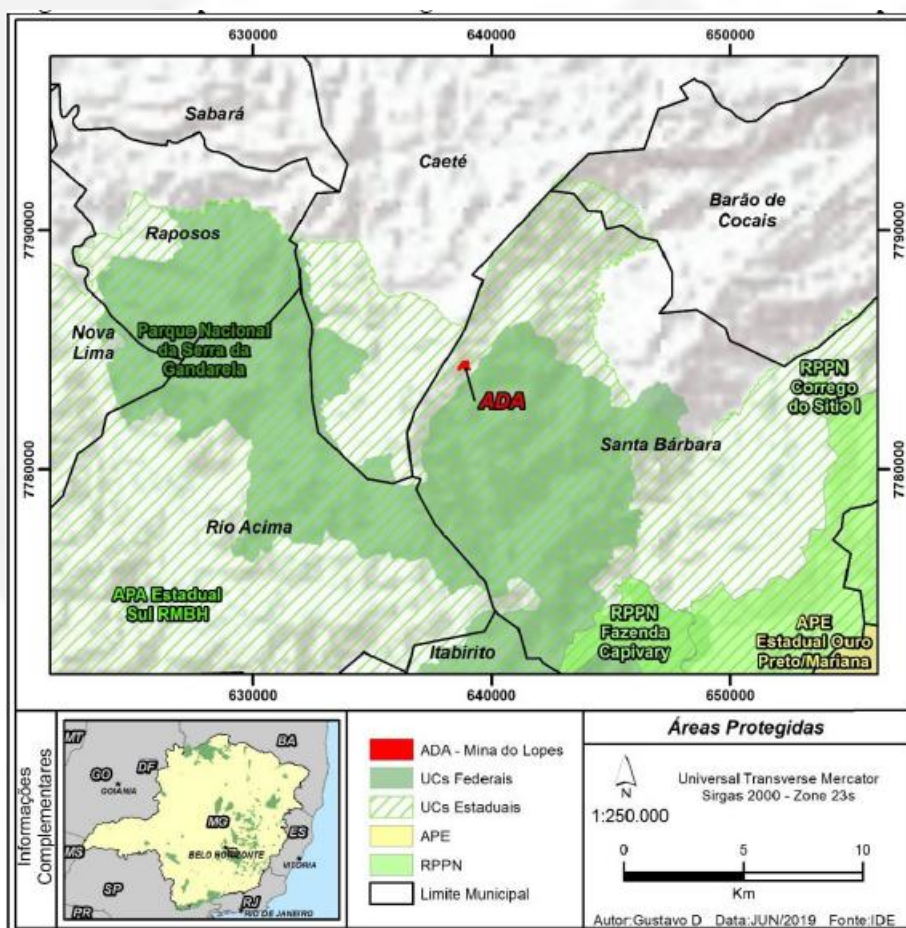 630000
640000
650000
7790000
7780000
7790000
7780000
Sabará
Caeté
Barão de
Cocais
Raposos
Nova
Lima
Parque Nacional
da Serra da
Gandarela
ADA
RPPN
Corrego
do Sitio I
Santa Bárbara
Rio Acima
APA Estadual
Sul RMBH
RPPN
Fazenda
Capivary
APE
Estadual Ouro
Preto/Mariana
Itabirito
630000
640000
650000
Informações
Complementares
MT
BA
DF
GO
GOIÂNIA
MG
ES
BELO HORIZONTE
VITÓRIA
MS
SP
RJ
RIO DE JANEIRO
PR
ADA - Mina do Lopes
UCs Federais
UCs Estaduais
APE
RPPN
Limite Municipal
Áreas Protegidas
N
1:250.000
Universal Transverse Mercator
Sirgas 2000 - Zone 23s
0 5 10
Km
Autor:Gustavo D Data:JUN/2019 Fonte:IDE